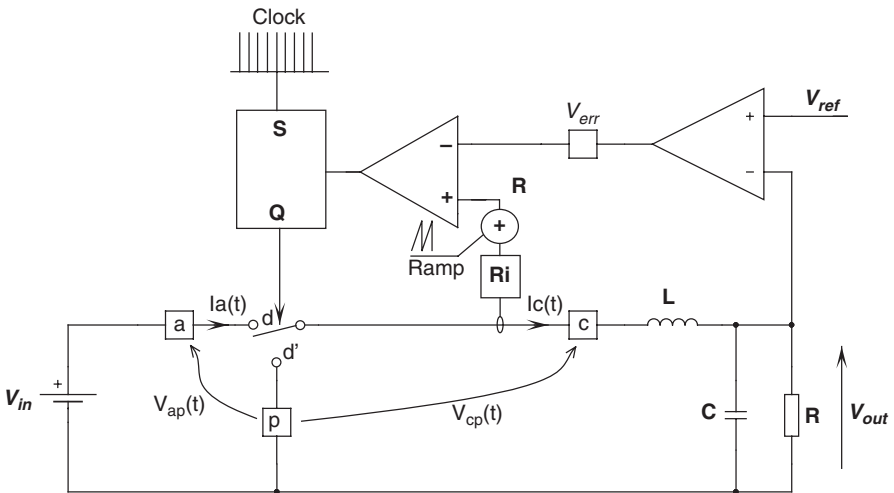 Clock
S
Q
−
+
R
+
Ramp
Ri
V_err
+
−
V_ref
Ia(t)
Ic(t)
L
a
d
c
d'
+
V_in
V_ap(t)
p
V_cp(t)
C
R
V_out